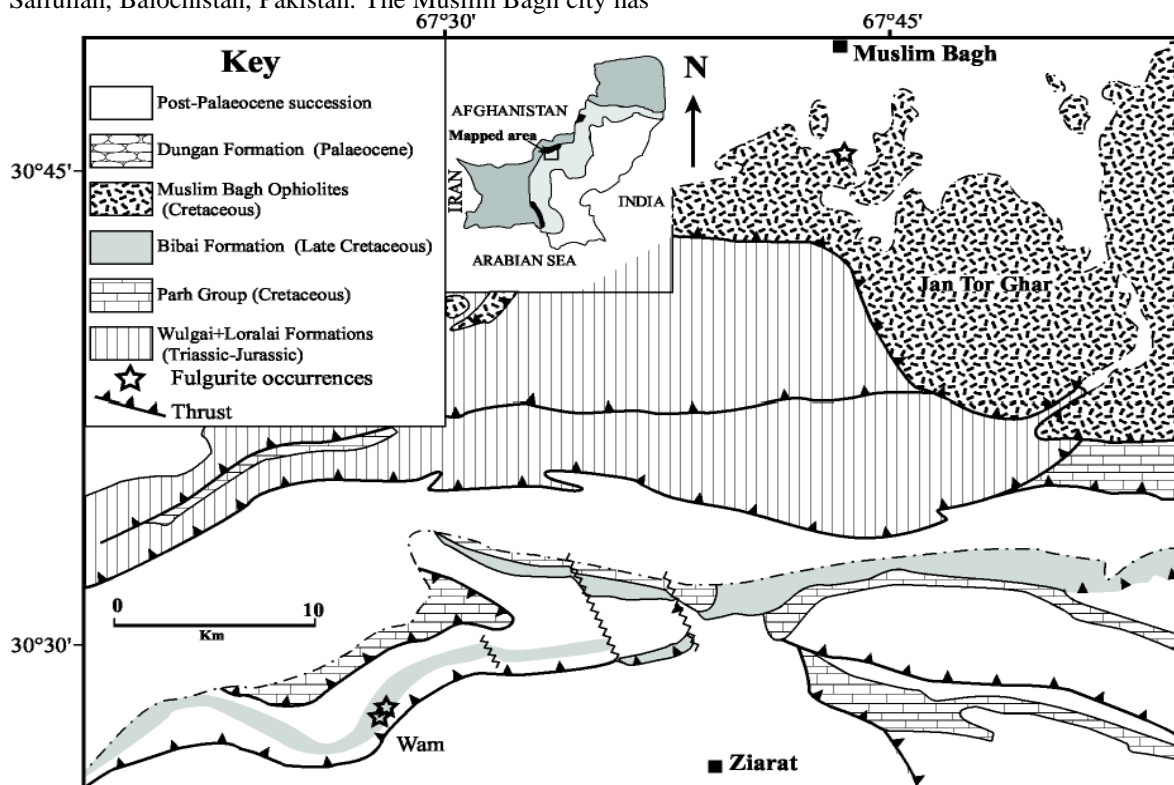 Saifullah, Balochistan, Pakistan. The Muslim Bagh city has
67°30'
67°45'
Key
Post-Palaeocene succession
Dungan Formation (Palaeocene)
Muslim Bagh Ophiolites
(Cretaceous)
Bibai Formation (Late Cretaceous)
Parh Group (Cretaceous)
Wulgai+Loralai Formations
(Triassic-Jurassic)
Fulgurite occurrences
Thrust
AFGHANISTAN
Mapped area
IRAN
INDIA
ARABIAN SEA
N
Muslim Bagh
30°45'
Jan Tor Ghar
0 10
Km
30°30'
Wam
Ziarat